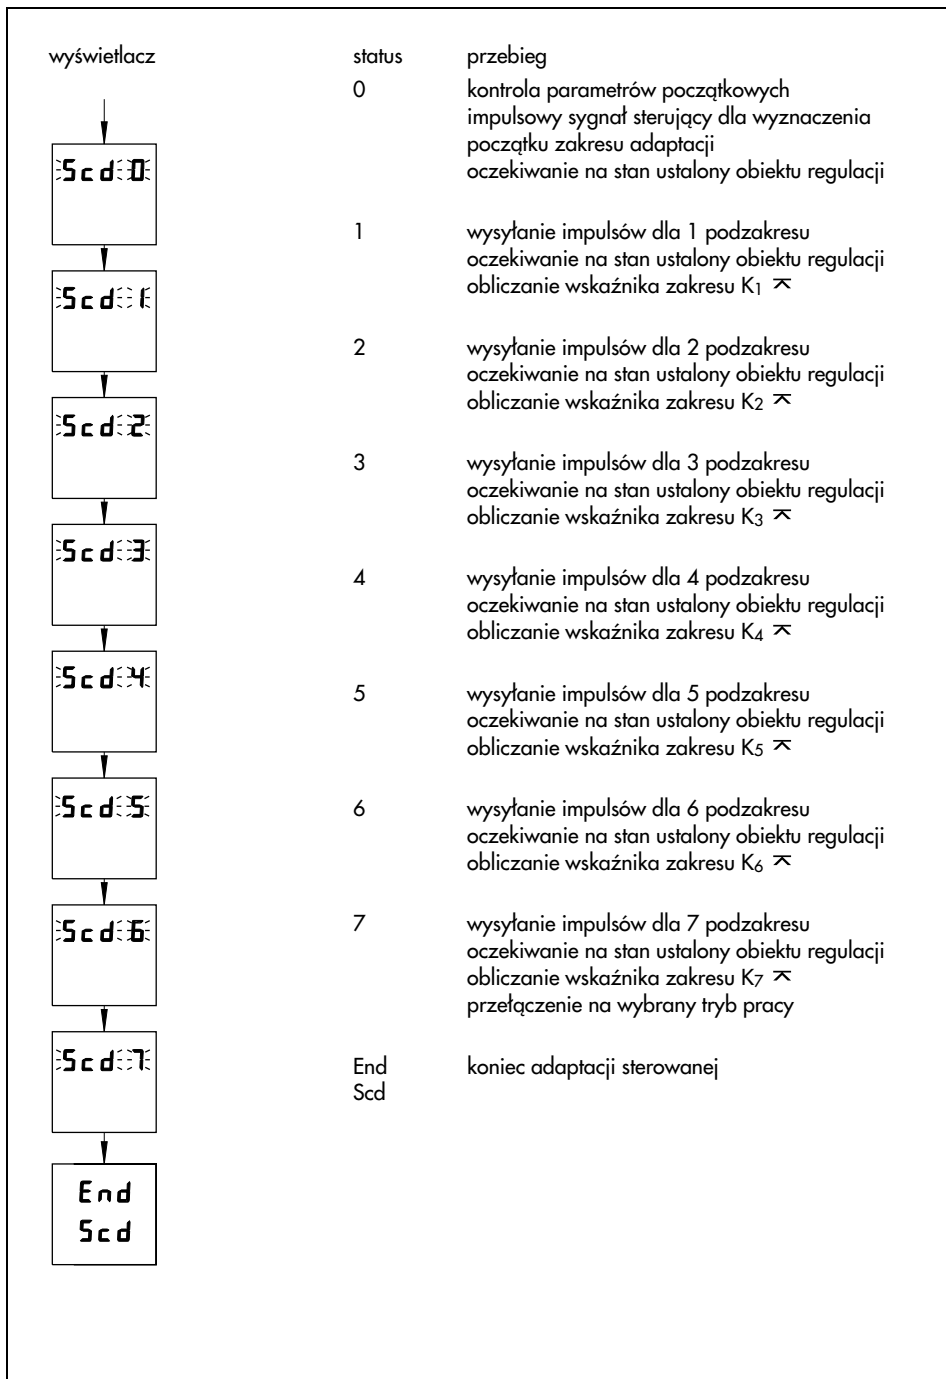 wyświetlacz status przebieg
0 kontrola parametrów początkowych
impulsowy sygnał sterujący dla wyznaczenia
początku zakresu adaptacji
oczekiwanie na stan ustalony obiektu regulacji
Scd 0
1 wysyłanie impulsów dla 1 podzakresu
oczekiwanie na stan ustalony obiektu regulacji
obliczanie wskaźnika zakresu K1 ⌅
Scd 1
2 wysyłanie impulsów dla 2 podzakresu
oczekiwanie na stan ustalony obiektu regulacji
obliczanie wskaźnika zakresu K2 ⌅
Scd 2
3 wysyłanie impulsów dla 3 podzakresu
oczekiwanie na stan ustalony obiektu regulacji
obliczanie wskaźnika zakresu K3 ⌅
Scd 3
4 wysyłanie impulsów dla 4 podzakresu
oczekiwanie na stan ustalony obiektu regulacji
obliczanie wskaźnika zakresu K4 ⌅
Scd 4
5 wysyłanie impulsów dla 5 podzakresu
oczekiwanie na stan ustalony obiektu regulacji
obliczanie wskaźnika zakresu K5 ⌅
Scd 5
6 wysyłanie impulsów dla 6 podzakresu
oczekiwanie na stan ustalony obiektu regulacji
obliczanie wskaźnika zakresu K6 ⌅
Scd 6
7 wysyłanie impulsów dla 7 podzakresu
oczekiwanie na stan ustalony obiektu regulacji
obliczanie wskaźnika zakresu K7 ⌅
przełączenie na wybrany tryb pracy
Scd 7
End koniec adaptacji sterowanej
Scd
End
Scd